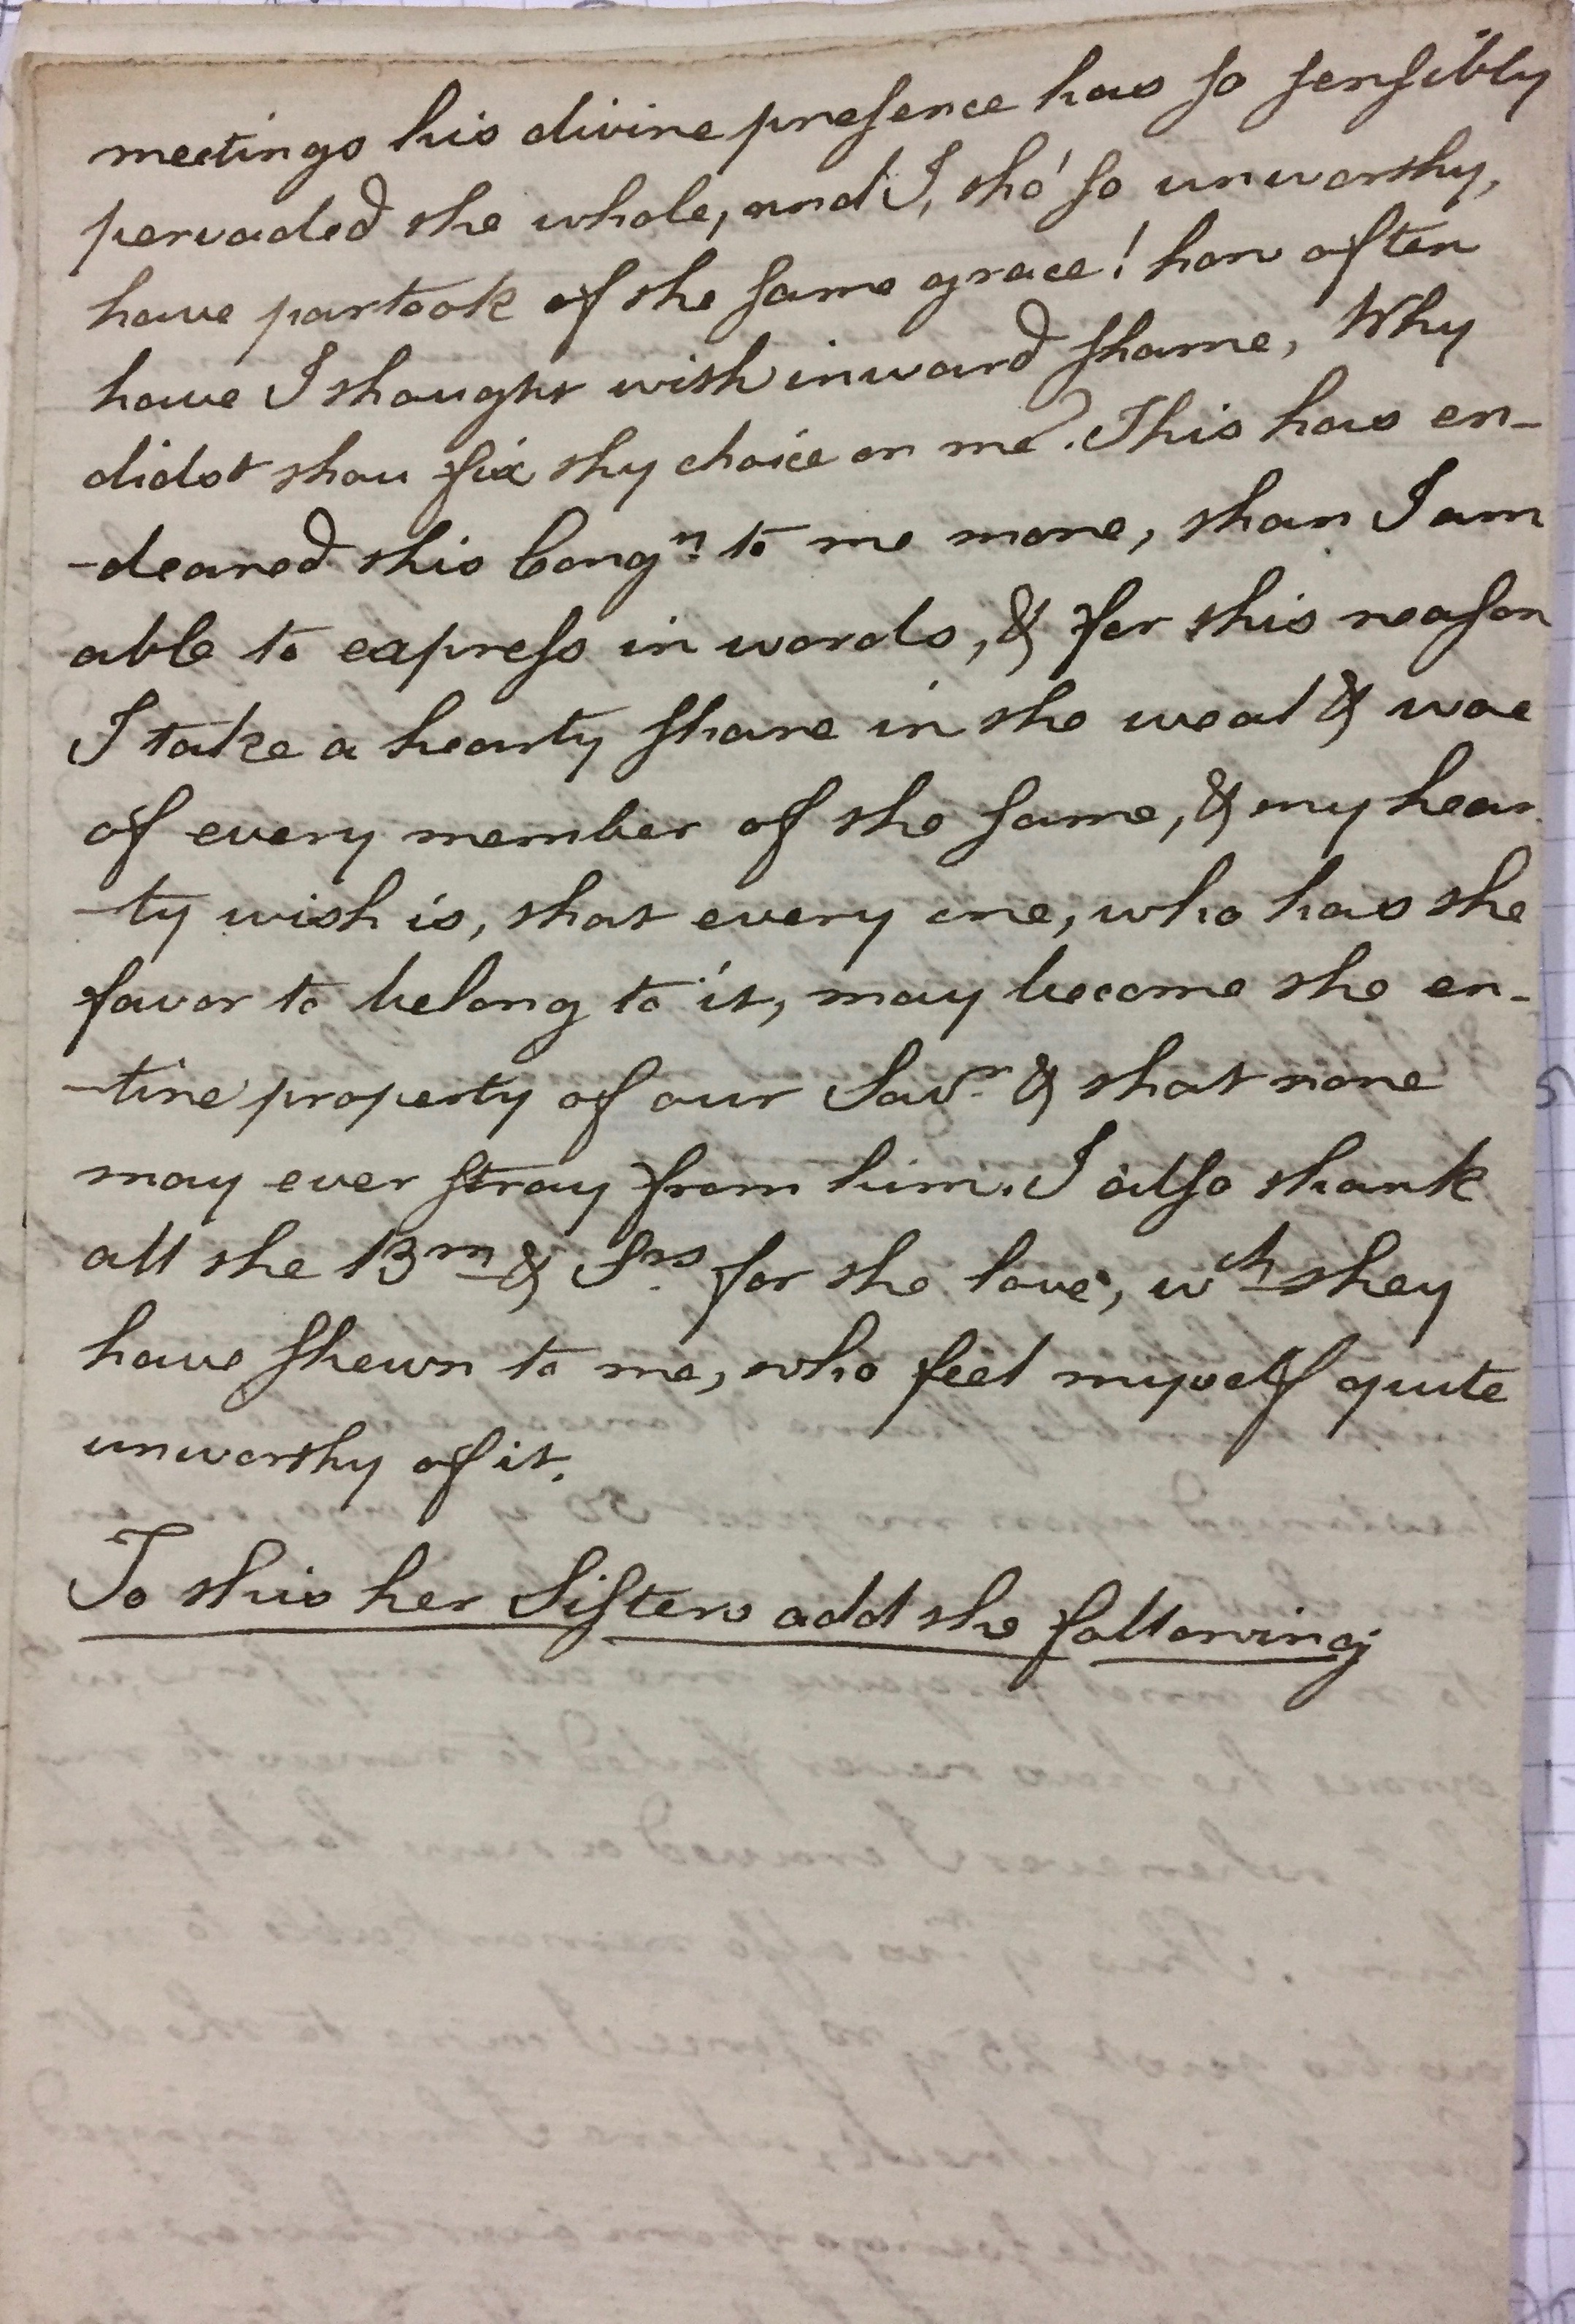 meetings his divine presence has so sensibly
pervaded the whole, and I, tho' so unworthy,
have partook of the same grace! how often
have I thought with inward shame, Why
didst thou fix thy choice on me? This has en-
-deared this Congn. to me more, than I am
able to express in words, & for this reason
I take a hearty share in the weal & woe
of every member of the same, & my hear
-ty wish is, that every one, who has the
favor to belong to it, may become the en-
-tire property of our Savr. & that none
may ever stray from him. I also thank
all the Brn & Srs. for the love, wch they
have shewn to me, who feel myself quite
unworthy of it.
To this her Sisters add the following